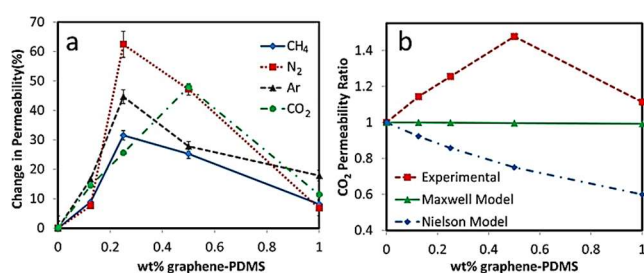 a
Change in Permeability(%)
70
60
50
40
30
20
10
0
0 0.2 0.4 0.6 0.8 1
wt% graphene-PDMS
CH4
N2
Ar
CO2
b
CO2 Permeability Ratio
1.4
1.2
1
0.8
0.6
0.4
0 0.2 0.4 0.6 0.8 1
wt% graphene-PDMS
Experimental
Maxwell Model
Nielson Model